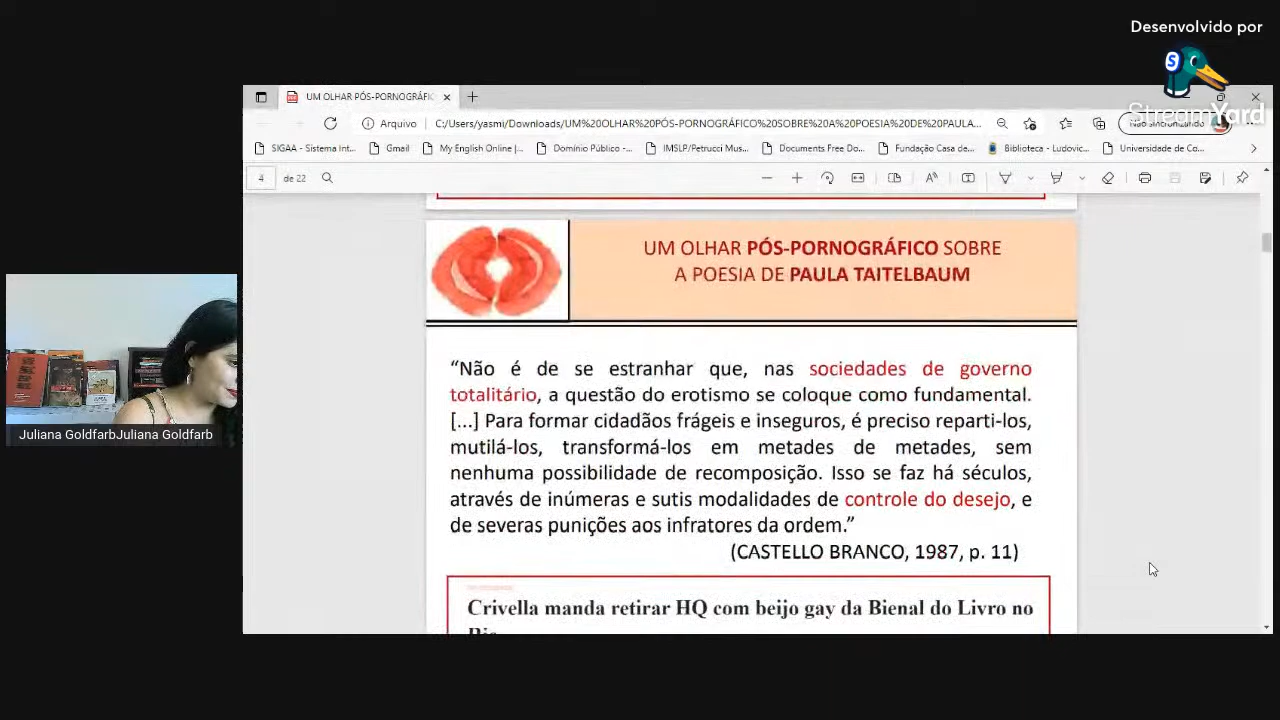 Desenvolvido por
S
StreamYard
UM OLHAR PÓS-PORNOGRÁFIC
Arquivo
C:/Users/yasmi/Downloads/UM%20OLHAR%20PÓS-PORNOGRÁFICO%20SOBRE%20A%20POESIA%20DE%20PAULA...
Não sincronizando
SIGAA - Sistema Int...
Gmail
My English Online |...
Domínio Público -...
IMSLP/Petrucci Mus...
Documents Free Do...
Fundação Casa de...
Biblioteca - Ludovic...
Universidade de Co...
4 de 22
UM OLHAR PÓS-PORNOGRÁFICO SOBRE
A POESIA DE PAULA TAITELBAUM
“Não é de se estranhar que, nas sociedades de governo
totalitário, a questão do erotismo se coloque como fundamental.
[...] Para formar cidadãos frágeis e inseguros, é preciso reparti-los,
mutilá-los, transformá-los em metades de metades, sem
nenhuma possibilidade de recomposição. Isso se faz há séculos,
através de inúmeras e sutis modalidades de controle do desejo, e
de severas punições aos infratores da ordem.”
(CASTELLO BRANCO, 1987, p. 11)
Crivella manda retirar HQ com beijo gay da Bienal do Livro no
Juliana GoldfarbJuliana Goldfarb